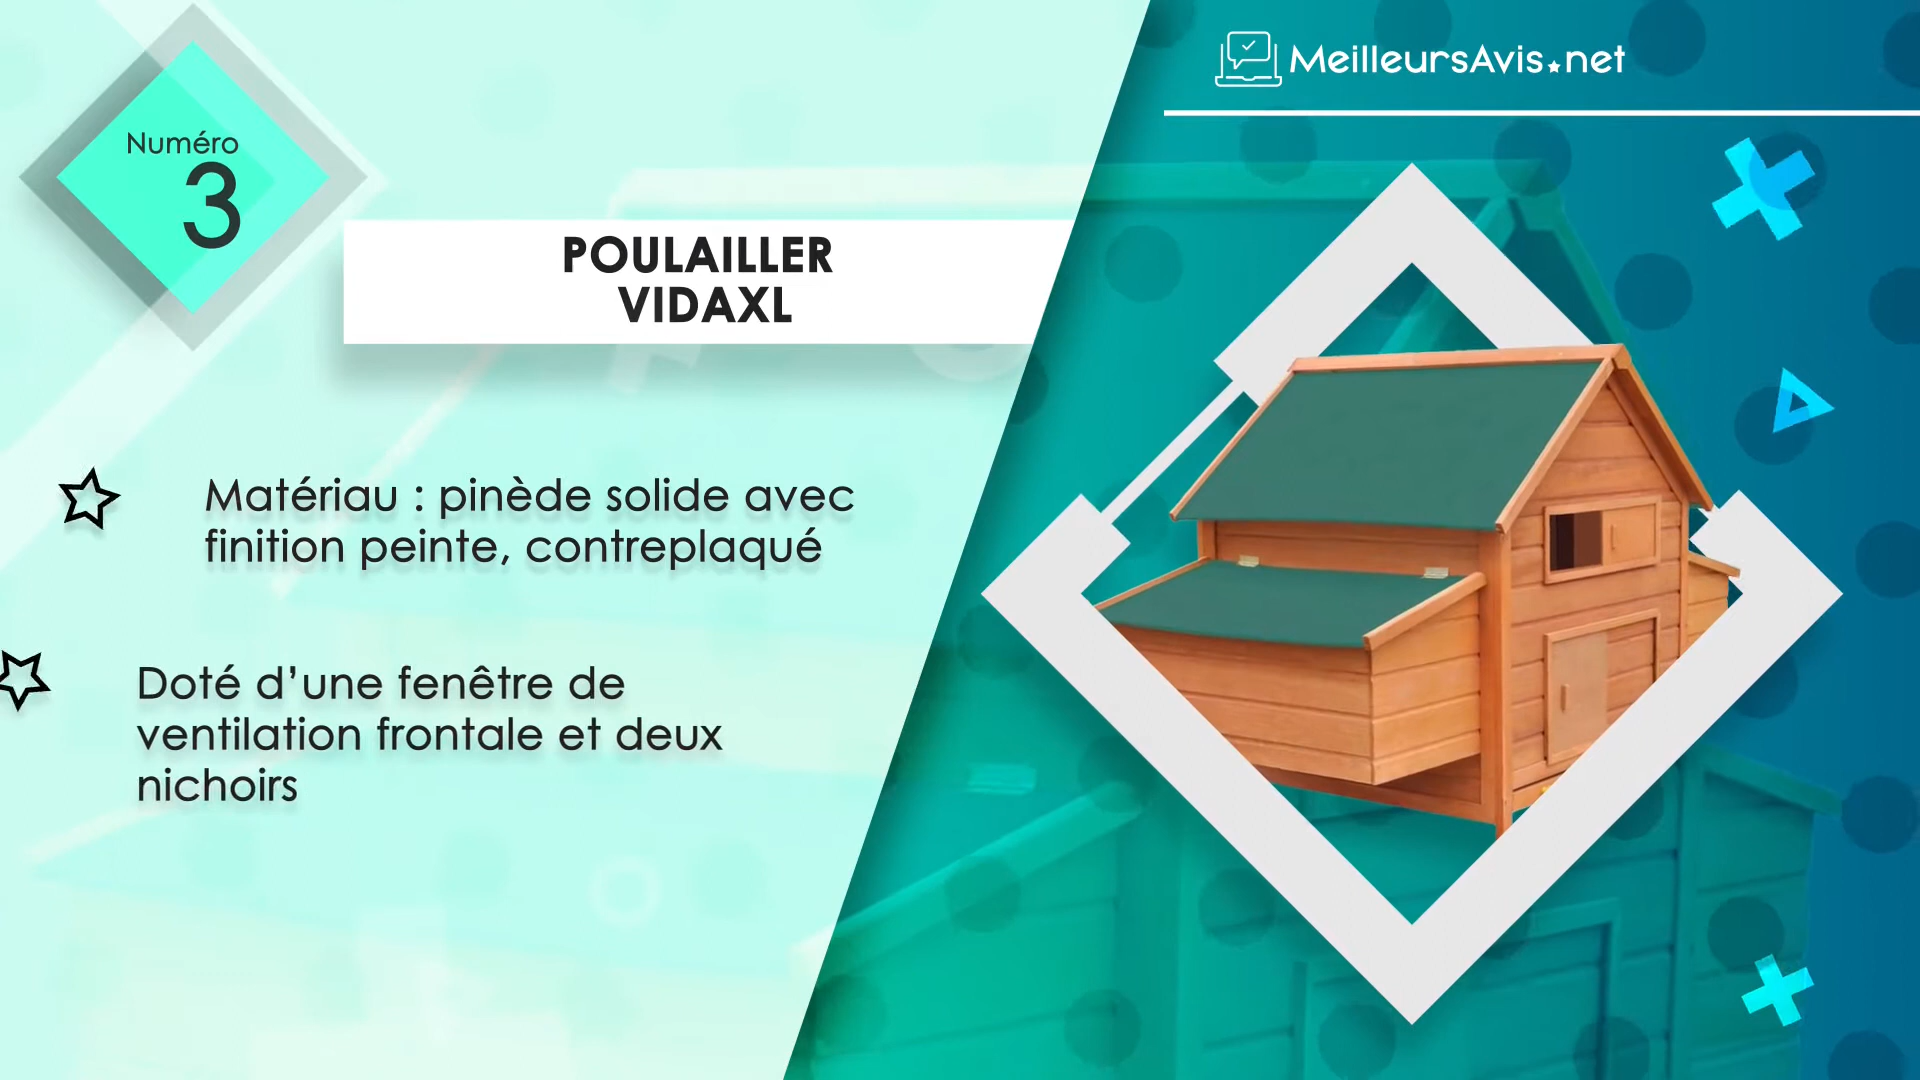 MeilleursAvis★net
Numéro
3
POULAILLER
VIDAXL
Matériau : pinède solide avec
finition peinte, contreplaqué
Doté d’une fenêtre de
ventilation frontale et deux
nichoirs